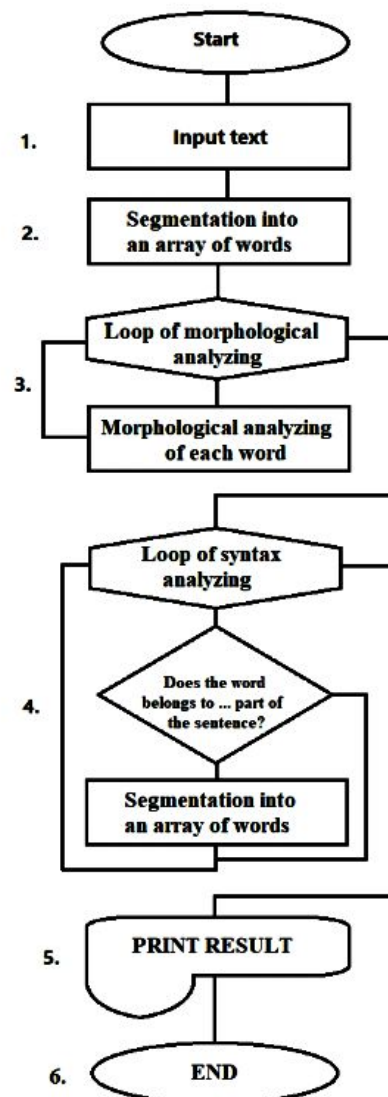 Start
1.
Input text
2.
Segmentation into
an array of words
Loop of morphological
analyzing
3.
Morphological analyzing
of each word
Loop of syntax
analyzing
4.
Does the word
belongs to ... part of
the sentence?
Segmentation into
an array of words
5.
PRINT RESULT
6.
END